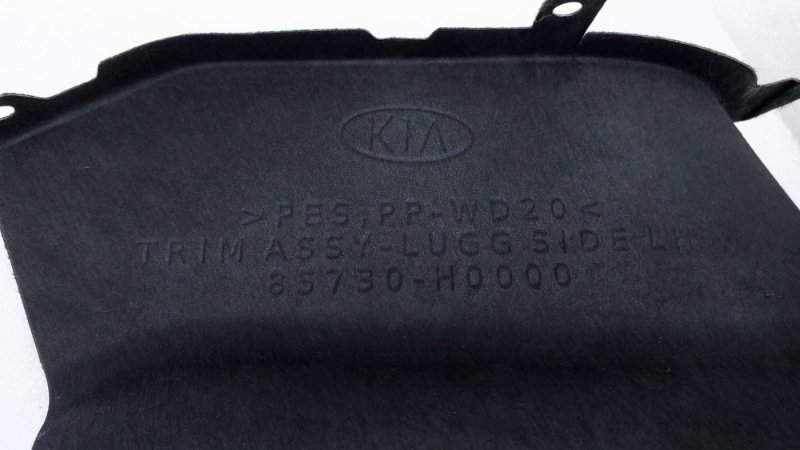 KIA
>PES, PP-WD20<
TRIM ASSY-LUGG SIDE LH
85730-H0000